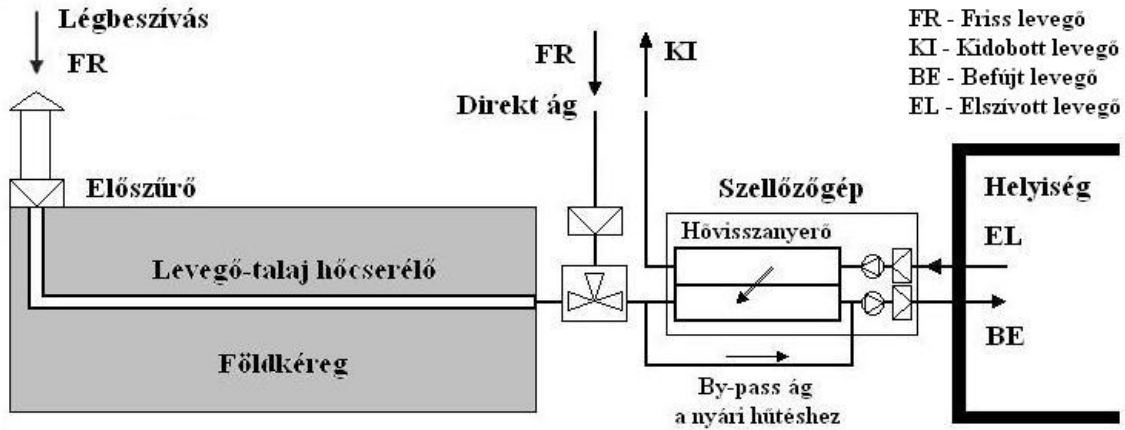 Légbeszívás
FR
FR
KI
Direkt ág
FR - Friss levegő
KI - Kidobott levegő
BE - Befújt levegő
EL - Elszívott levegő
Előszűrő
Szellőzőgép
Helyiség
Hővisszanyerő
EL
Levegő-talaj hőcserélő
BE
Földkéreg
By-pass ág
a nyári hűtéshez